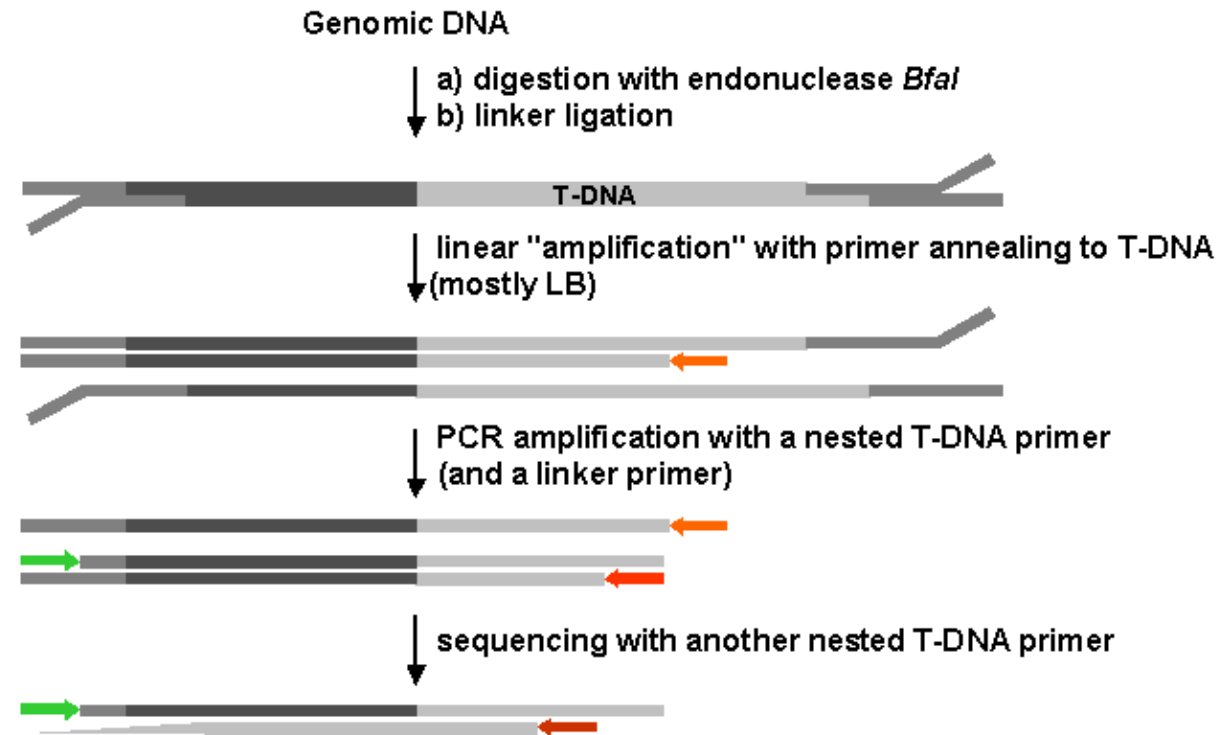 Genomic DNA
a) digestion with endonuclease BfaI
b) linker ligation
T-DNA
linear "amplification" with primer annealing to T-DNA
(mostly LB)
PCR amplification with a nested T-DNA primer
(and a linker primer)
sequencing with another nested T-DNA primer